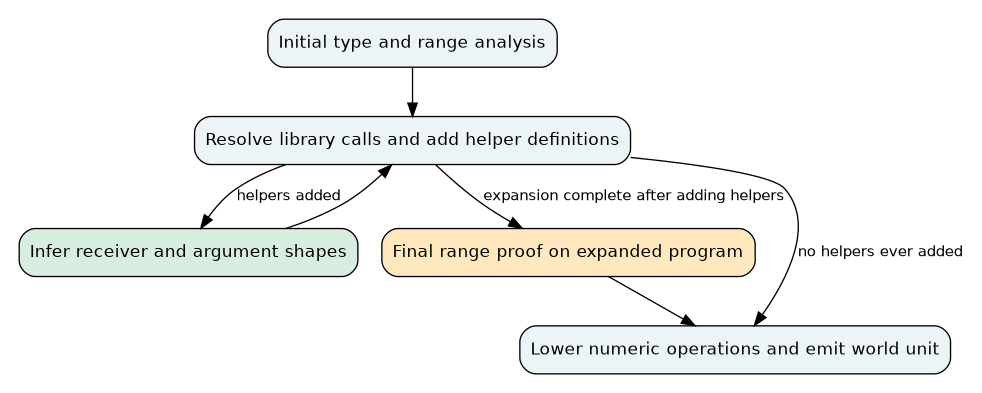 Initial type and range analysis
Resolve library calls and add helper definitions
helpers added
expansion complete after adding helpers
Infer receiver and argument shapes
Final range proof on expanded program
no helpers ever added
Lower numeric operations and emit world unit